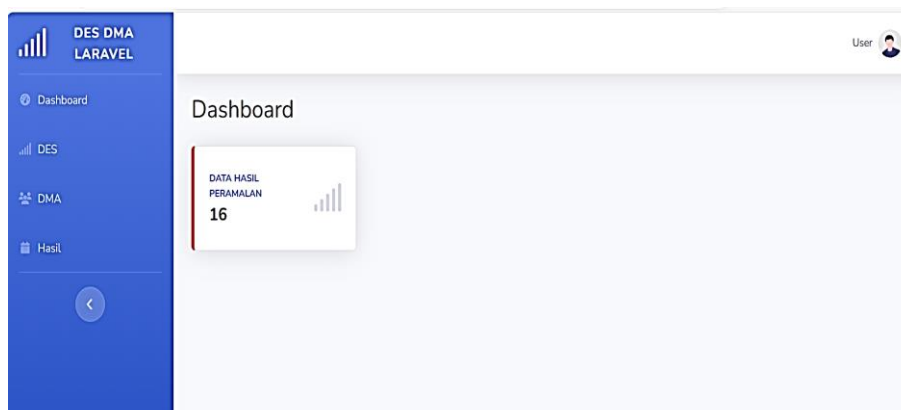 DES DMA
LARAVEL
User
Dashboard
DES
DMA
Hasil
Dashboard
DATA HASIL
PERAMALAN
16